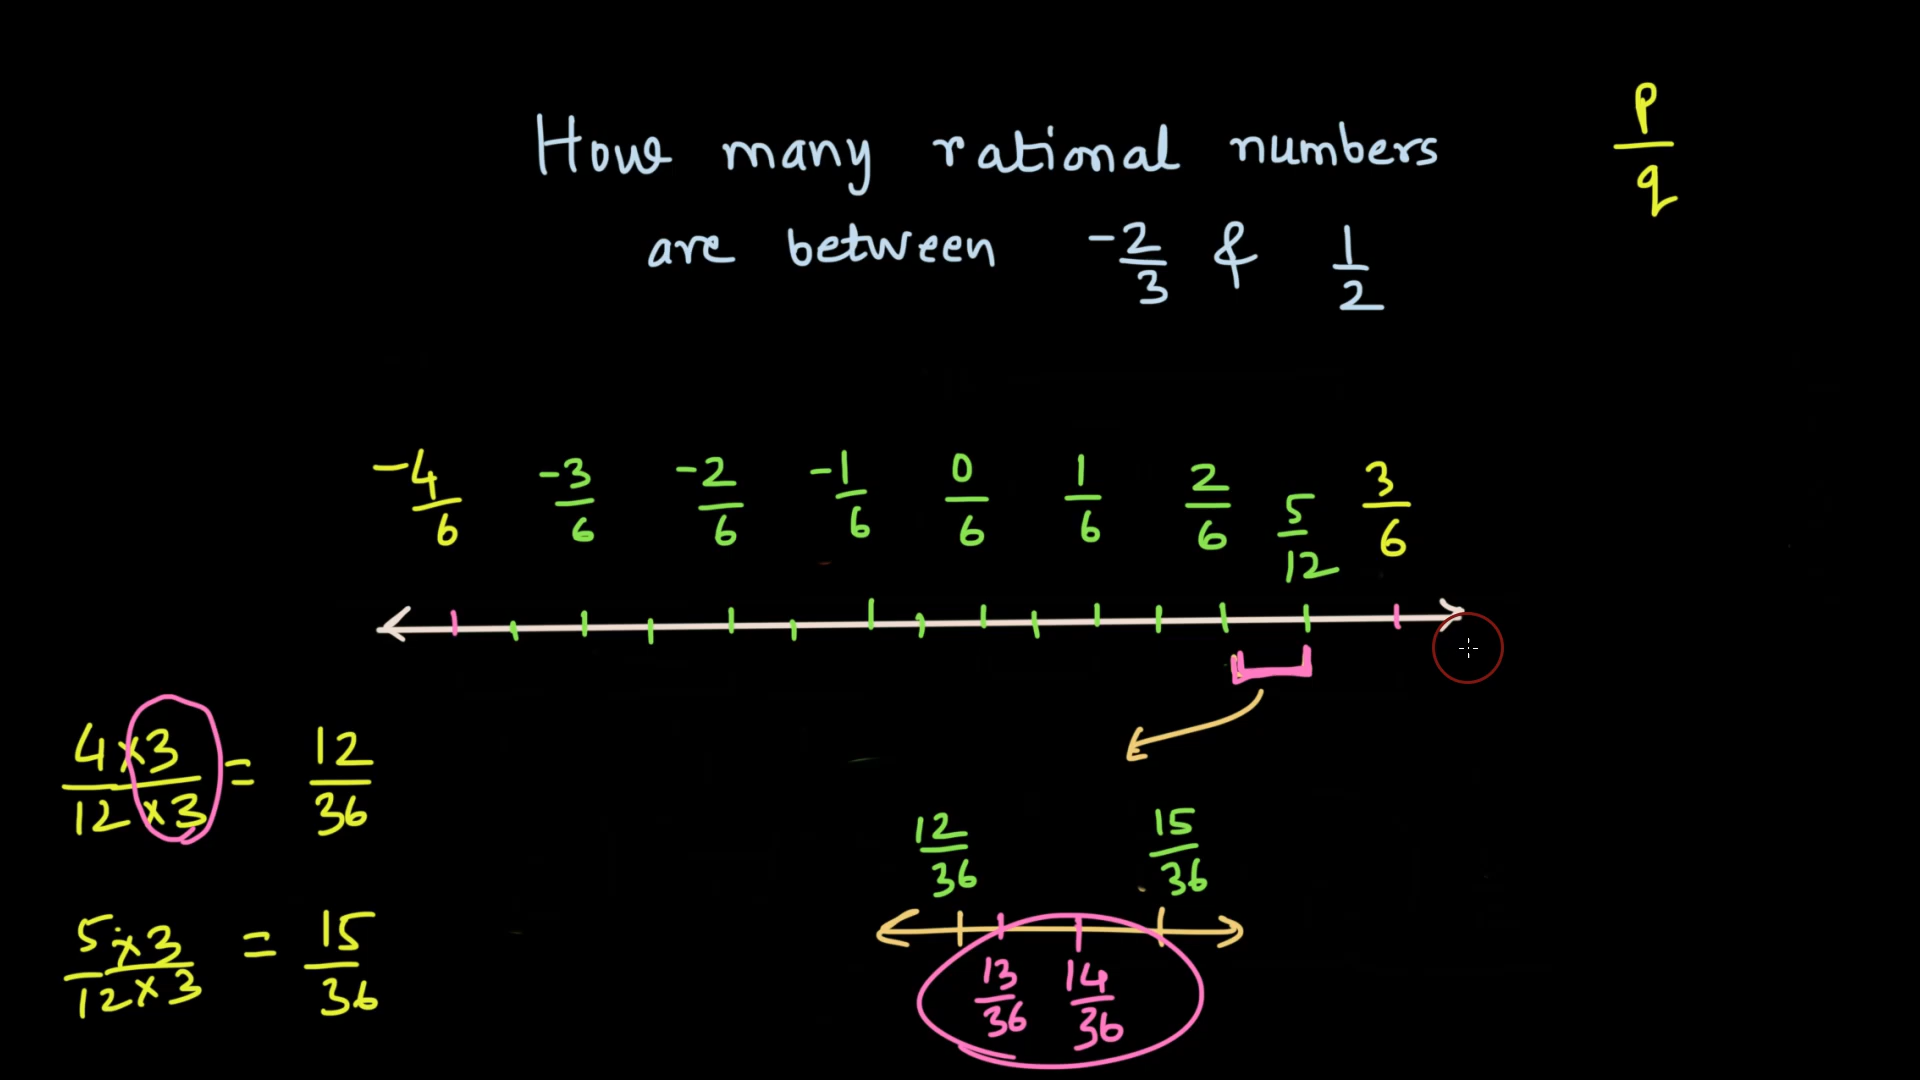 How many rational numbers
are between -2/3 & 1/2
p/q
-4/6 -3/6 -2/6 -1/6 0/6 1/6 2/6 5/12 3/6
4×3/12×3 = 12/36
5×3/12×3 = 15/36
12/36 15/36
13/36 14/36